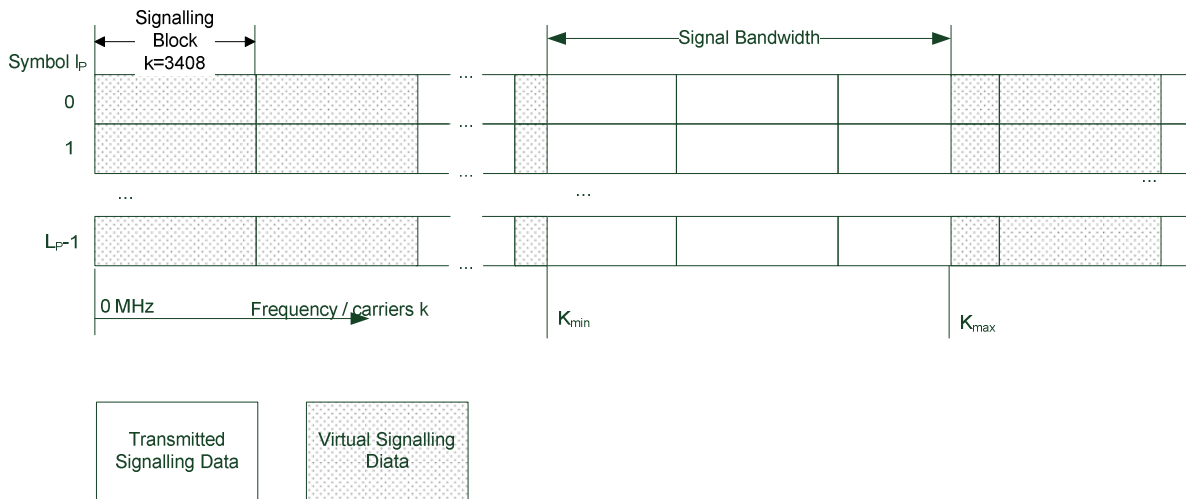 Signalling
Block
k=3408
Signal Bandwidth
Symbol lP
...
...
0
...
...
1
...
...
...
...
...
LP-1
...
0 MHz
Frequency / carriers k
Kmin
Kmax
Transmitted
Signalling Data
Virtual Signalling
Diata